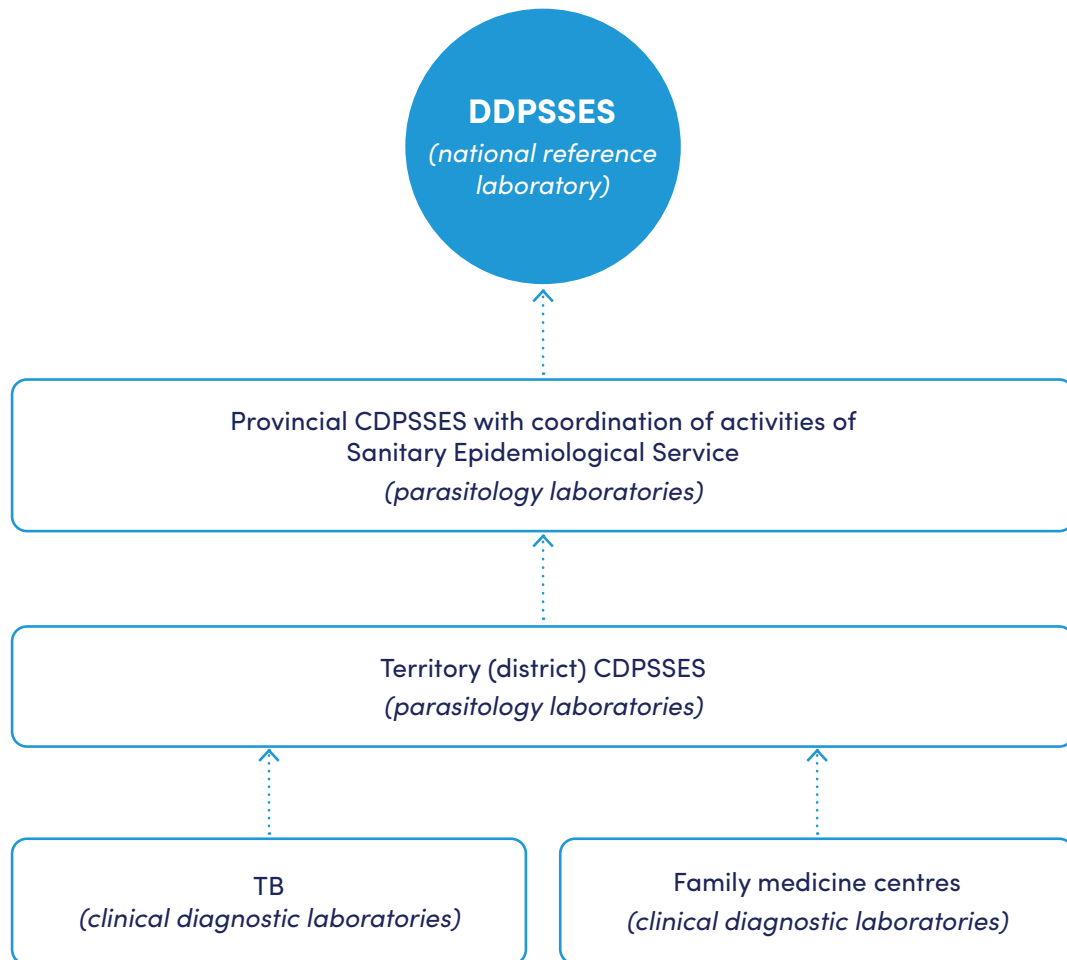 DDPSSES
(national reference
laboratory)
Provincial CDPSSES with coordination of activities of
Sanitary Epidemiological Service
(parasitology laboratories)
Territory (district) CDPSSES
(parasitology laboratories)
TB
(clinical diagnostic laboratories)
Family medicine centres
(clinical diagnostic laboratories)